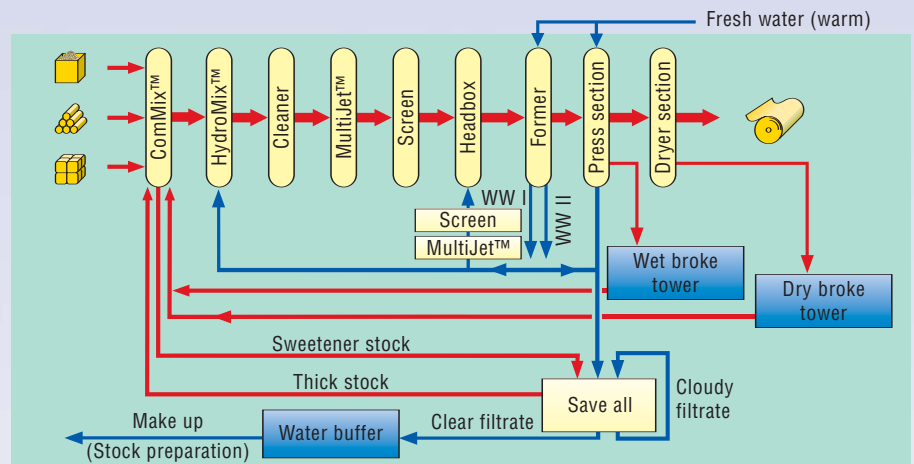 Fresh water (warm)
ComMix™
HydroMix™
Cleaner
MultiJet™
Screen
Headbox
Former
Press section
Dryer section
WW I
WW II
Screen
MultiJet™
Wet broke
tower
Dry broke
tower
Sweetener stock
Thick stock
Save all
Cloudy
filtrate
Make up
(Stock preparation)
Water buffer
Clear filtrate